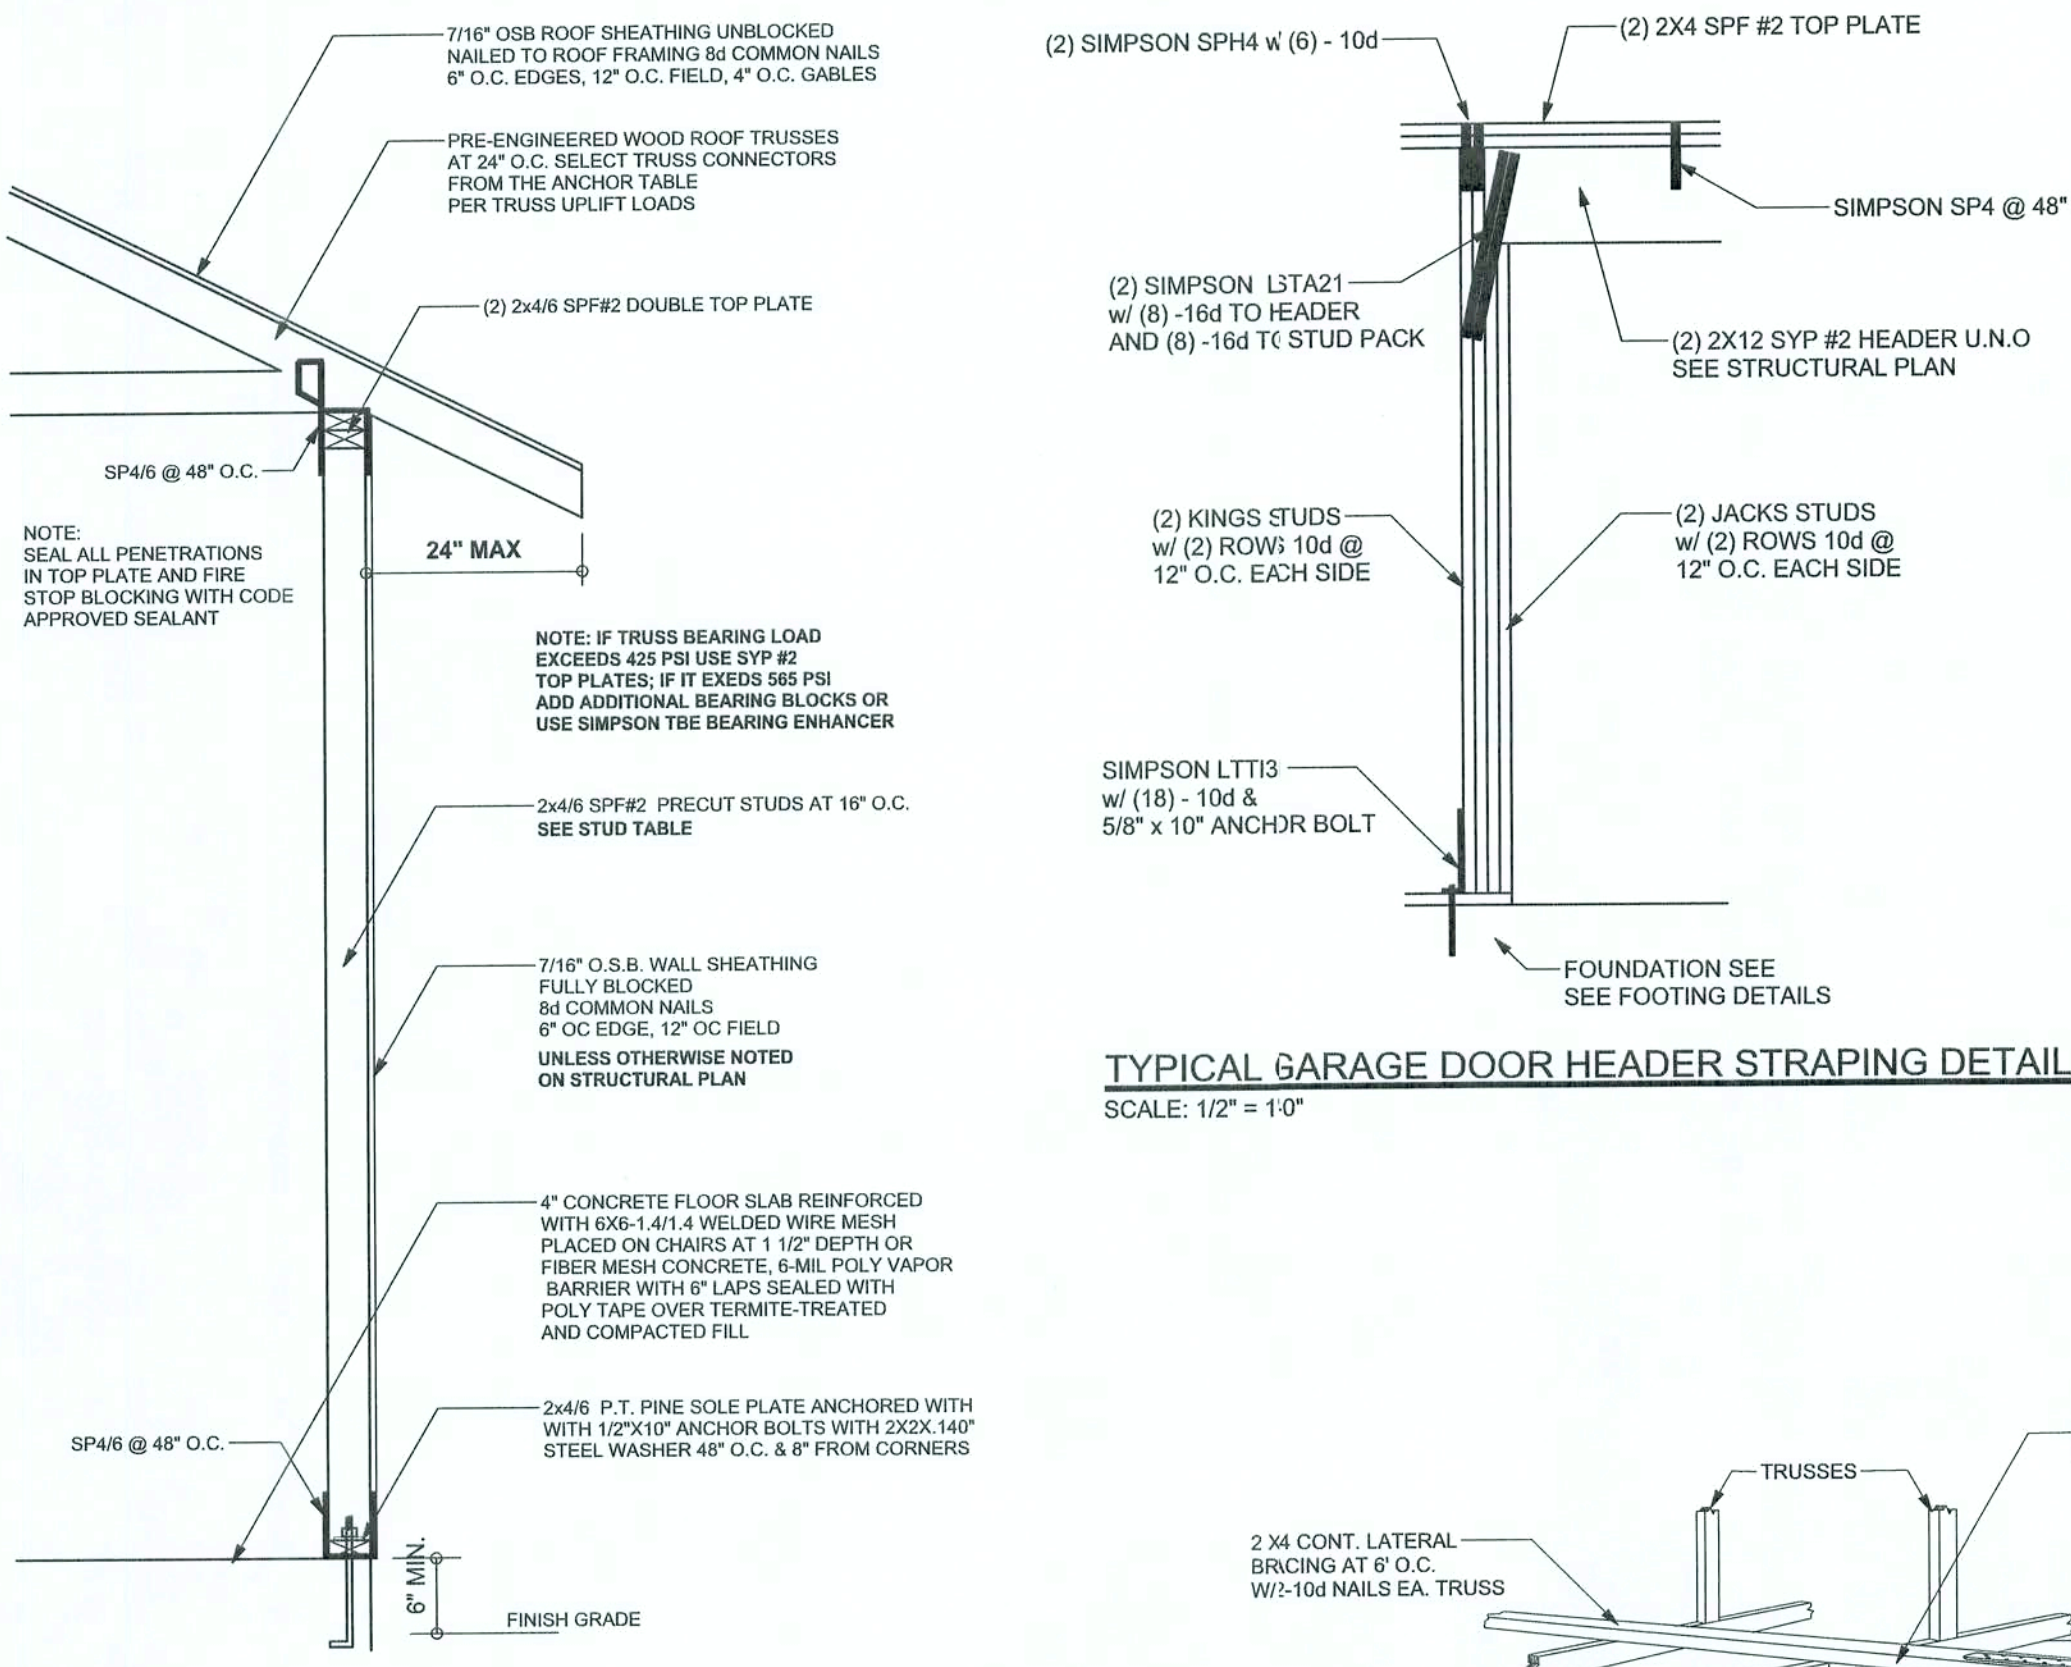 7/16" OSB ROOF SHEATHING UNBLOCKED
NAILED TO ROOF FRAMING 8d COMMON NAILS
6" O.C. EDGES, 12" O.C. FIELD, 4" O.C. GABLES
PRE-ENGINEERED WOOD ROOF TRUSSES
AT 24" O.C. SELECT TRUSS CONNECTORS
FROM THE ANCHOR TABLE
PER TRUSS UPLIFT LOADS
(2) 2x4/6 SPF#2 DOUBLE TOP PLATE
SP4/6 @ 48" O.C.
NOTE:
SEAL ALL PENETRATIONS
IN TOP PLATE AND FIRE
STOP BLOCKING WITH CODE
APPROVED SEALANT
24" MAX
NOTE: IF TRUSS BEARING LOAD
EXCEEDS 425 PSI USE SYP #2
TOP PLATES; IF IT EXEDS 565 PSI
ADD ADDITIONAL BEARING BLOCKS OR
USE SIMPSON TBE BEARING ENHANCER
2x4/6 SPF#2 PRECUT STUDS AT 16" O.C.
SEE STUD TABLE
7/16" O.S.B. WALL SHEATHING
FULLY BLOCKED
8d COMMON NAILS
6" OC EDGE, 12" OC FIELD
UNLESS OTHERWISE NOTED
ON STRUCTURAL PLAN
4" CONCRETE FLOOR SLAB REINFORCED
WITH 6X6-1.4/1.4 WELDED WIRE MESH
PLACED ON CHAIRS AT 1 1/2" DEPTH OR
FIBER MESH CONCRETE, 6-MIL POLY VAPOR
BARRIER WITH 6" LAPS SEALED WITH
POLY TAPE OVER TERMITE-TREATED
AND COMPACTED FILL
2x4/6 P.T. PINE SOLE PLATE ANCHORED WITH
WITH 1/2"X10" ANCHOR BOLTS WITH 2X2X.140"
STEEL WASHER 48" O.C. & 8" FROM CORNERS
SP4/6 @ 48" O.C.
6" MIN.
FINISH GRADE
(2) SIMPSON SPH4 w/ (6) - 10d
(2) 2X4 SPF #2 TOP PLATE
SIMPSON SP4 @ 48"
(2) SIMPSON LSTA21
w/ (8) -16d TO HEADER
AND (8) -16d TO STUD PACK
(2) 2X12 SYP #2 HEADER U.N.O
SEE STRUCTURAL PLAN
(2) KINGS STUDS
w/ (2) ROWS 10d @
12" O.C. EACH SIDE
(2) JACKS STUDS
w/ (2) ROWS 10d @
12" O.C. EACH SIDE
SIMPSON LTTI3
w/ (18) - 10d &
5/8" x 10" ANCHOR BOLT
FOUNDATION SEE
SEE FOOTING DETAILS
TYPICAL GARAGE DOOR HEADER STRAPING DETAIL
SCALE: 1/2" = 1'0"
TRUSSES
2 X4 CONT. LATERAL
BRACING AT 6' O.C.
W/2-10d NAILS EA. TRUSS